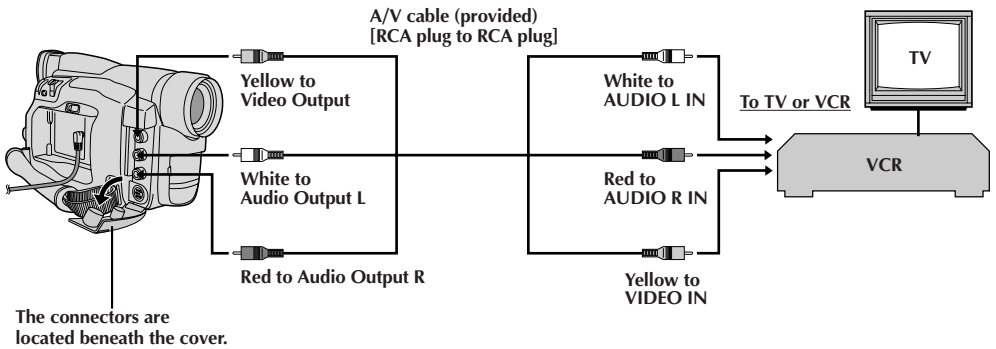 A/V cable (provided)
[RCA plug to RCA plug]
Yellow to
Video Output
White to
AUDIO L IN
To TV or VCR
TV
White to
Audio Output L
Red to
AUDIO R IN
VCR
Red to Audio Output R
Yellow to
VIDEO IN
The connectors are
located beneath the cover.